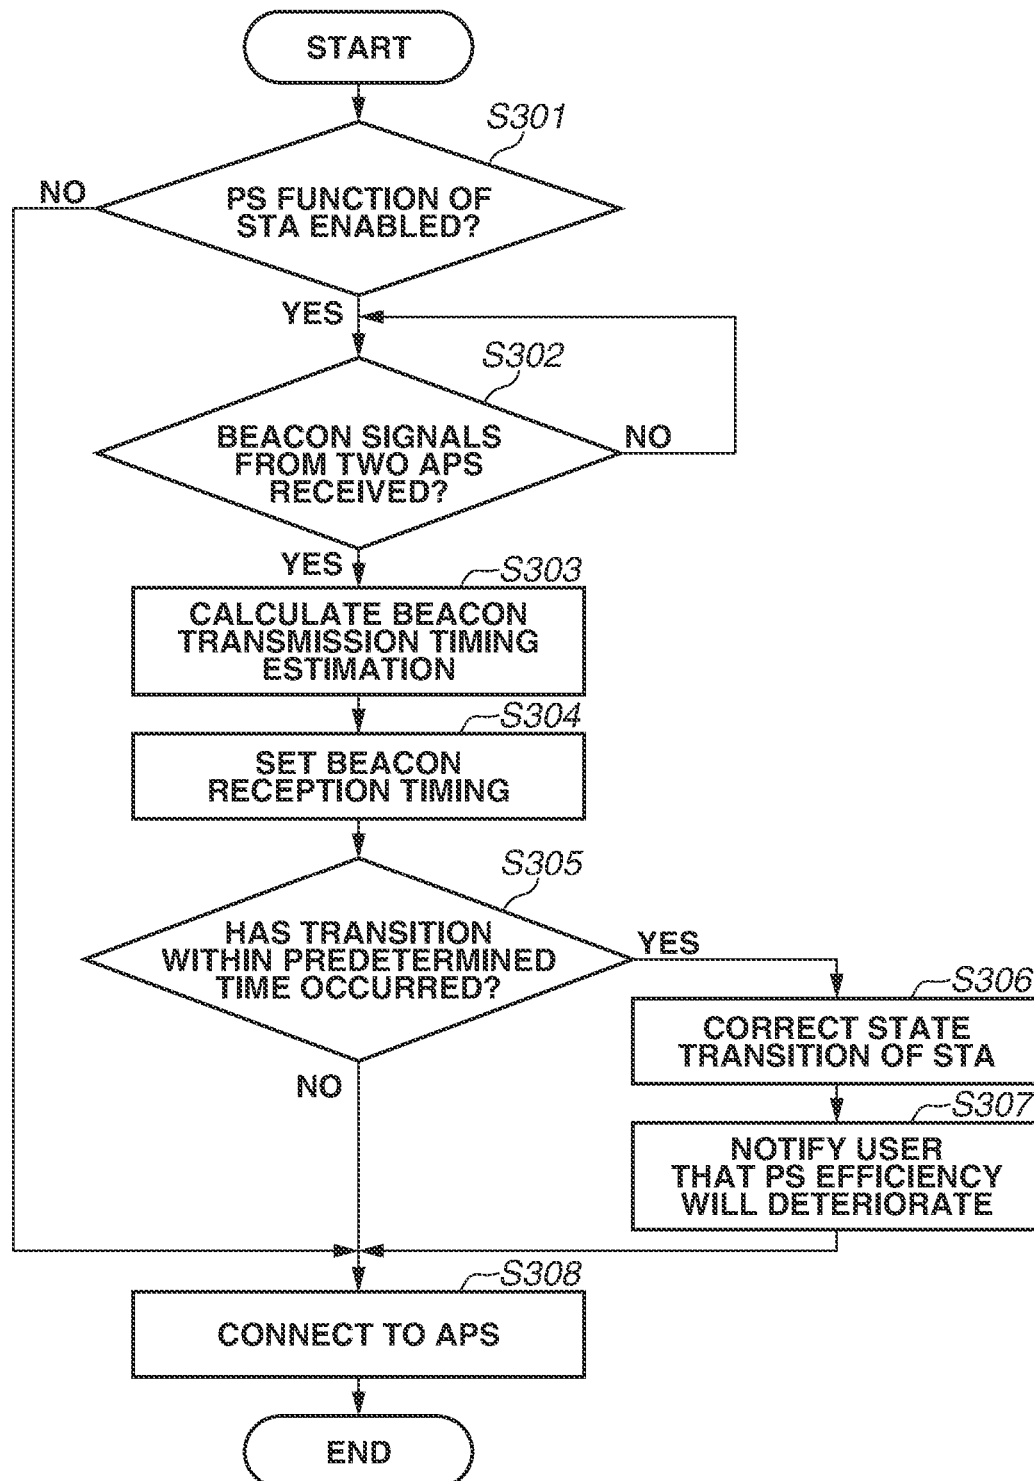 START
S301
NO
PS FUNCTION OF
STA ENABLED?
YES
S302
BEACON SIGNALS
FROM TWO APS
RECEIVED?
NO
YES
S303
CALCULATE BEACON
TRANSMISSION TIMING
ESTIMATION
S304
SET BEACON
RECEPTION TIMING
S305
HAS TRANSITION
WITHIN PREDETERMINED
TIME OCCURRED?
YES
S306
CORRECT STATE
TRANSITION OF STA
NO
S307
NOTIFY USER
THAT PS EFFICIENCY
WILL DETERIORATE
S308
CONNECT TO APS
END